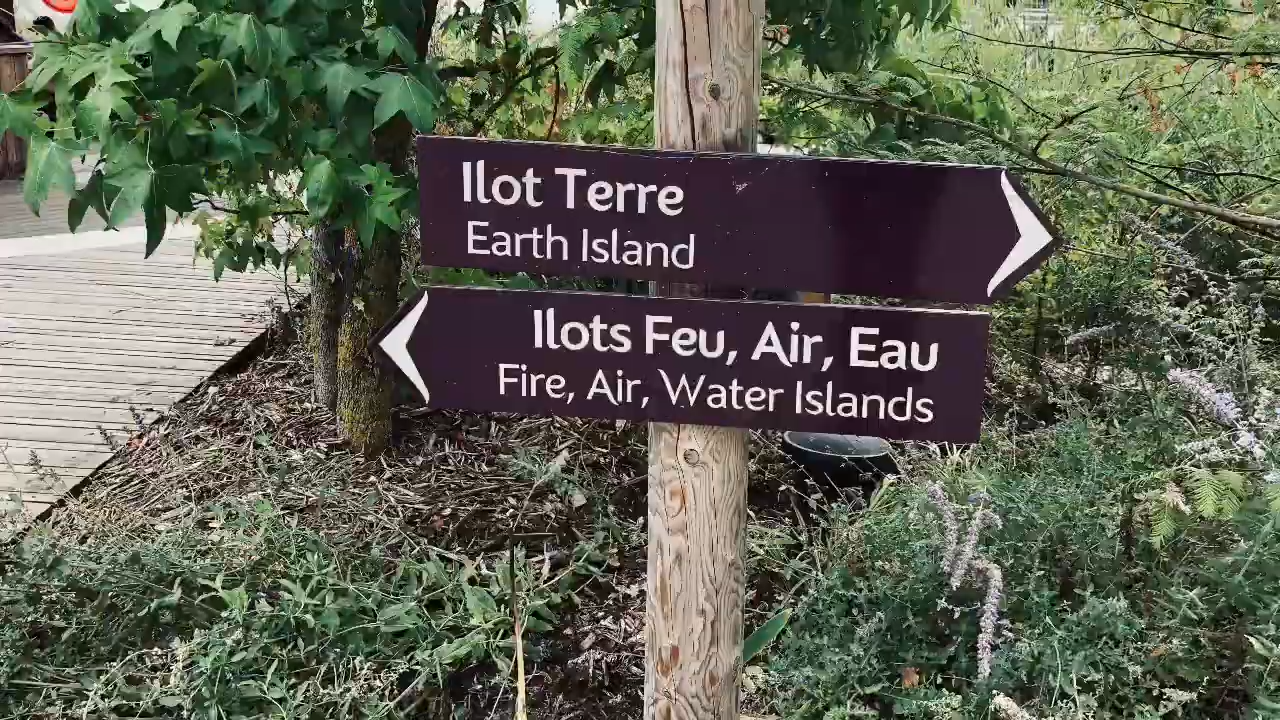 Ilot Terre
Earth Island
Ilots Feu, Air, Eau
Fire, Air, Water Islands